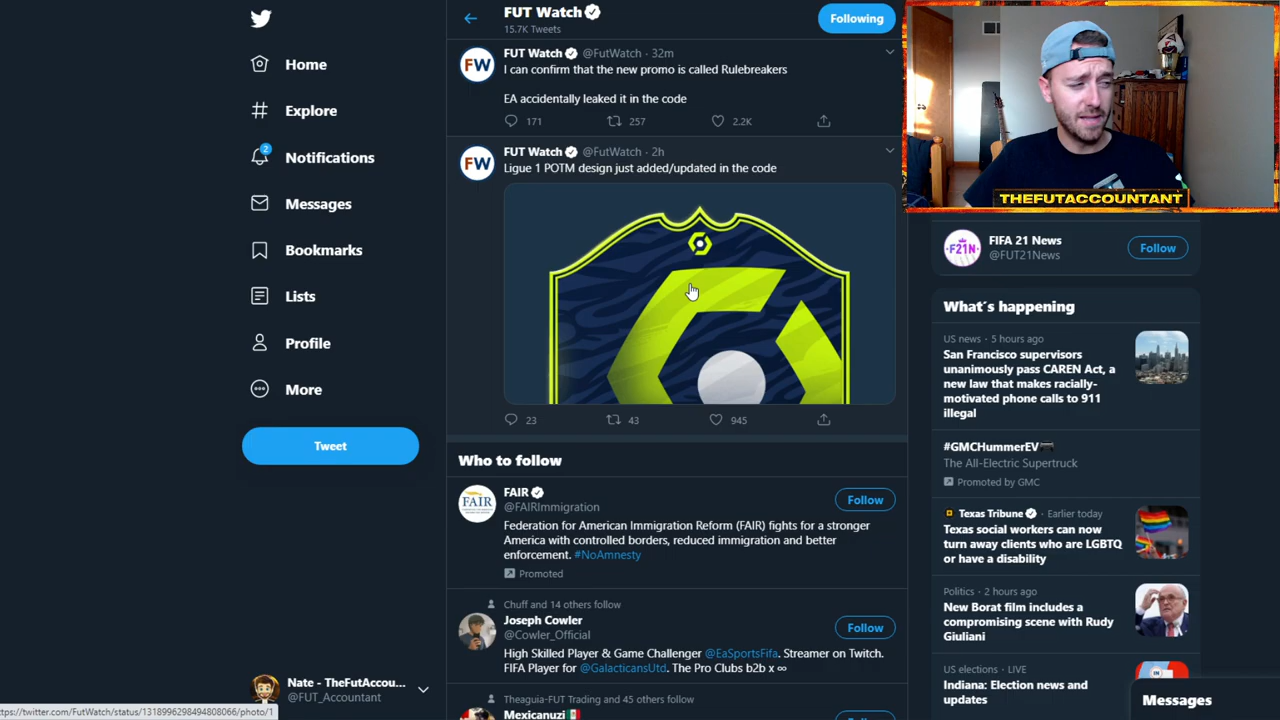 FUT Watch
15.7K Tweets
Following
Home
Explore
2
Notifications
Messages
Bookmarks
Lists
Profile
More
Tweet
Nate - TheFutAccou...
@FUT_Accountant
https://twitter.com/FutWatch/status/1318996298494808066/photo/1
FW
FUT Watch @FutWatch · 32m
I can confirm that the new promo is called Rulebreakers
EA accidentally leaked it in the code
171 257 2.2K
FW
FUT Watch @FutWatch · 2h
Ligue 1 POTM design just added/updated in the code
23 43 945
Who to follow
FAIR
FAIR
@FAIRImmigration
Follow
Federation for American Immigration Reform (FAIR) fights for a stronger
America with controlled borders, reduced immigration and better
enforcement. #NoAmnesty
Promoted
Chuff and 14 others follow
Joseph Cowler
@Cowler_Official
Follow
High Skilled Player & Game Challenger @EaSportsFifa. Streamer on Twitch.
FIFA Player for @GalacticansUtd. The Pro Clubs b2b x ∞
Theaguia-FUT Trading and 45 others follow
Mexicanuzi
THEFUTACCOUNTANT
F21N
FIFA 21 News
@FUT21News
Follow
What's happening
US news · 5 hours ago
San Francisco supervisors
unanimously pass CAREN Act, a
new law that makes racially-
motivated phone calls to 911
illegal
#GMCHummerEV
The All-Electric Supertruck
Promoted by GMC
Texas Tribune · Earlier today
Texas social workers can now
turn away clients who are LGBTQ
or have a disability
Politics · 2 hours ago
New Borat film includes a
compromising scene with Rudy
Giuliani
US elections · LIVE
Indiana: Election news and
updates
Messages